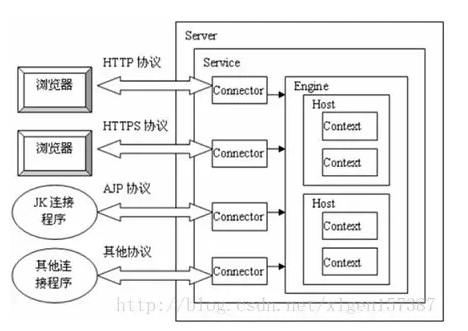 Server
Service
HTTP 协议
浏览器
Connector
Engine
Host
Context
Context
HTTPS 协议
浏览器
Connector
AJP 协议
JK 连接
程序
Connector
Host
Context
Context
其他协议
其他连
接程序
Connector
http://blog.csdn.net/xlgen157387